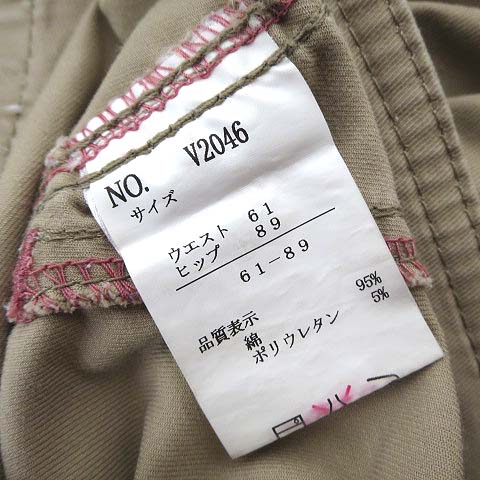 NO. V2046
サイズ
ウエスト 61
ヒップ 89
61-89
品質表示
綿 95%
ポリウレタン 5%